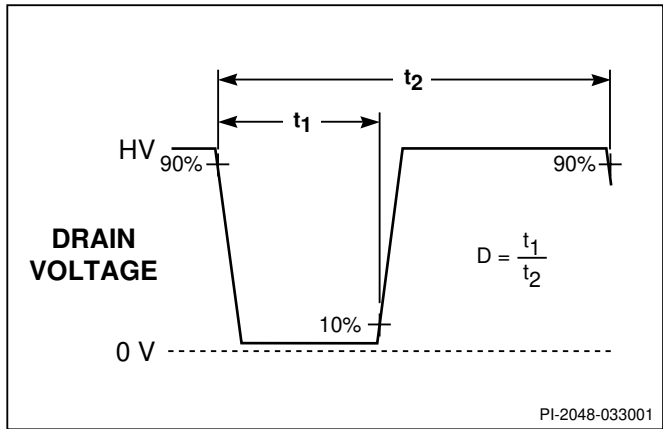 t2
t1
HV
90%
90%
DRAIN
VOLTAGE
D = t1
t2
10%
0 V
PI-2048-033001